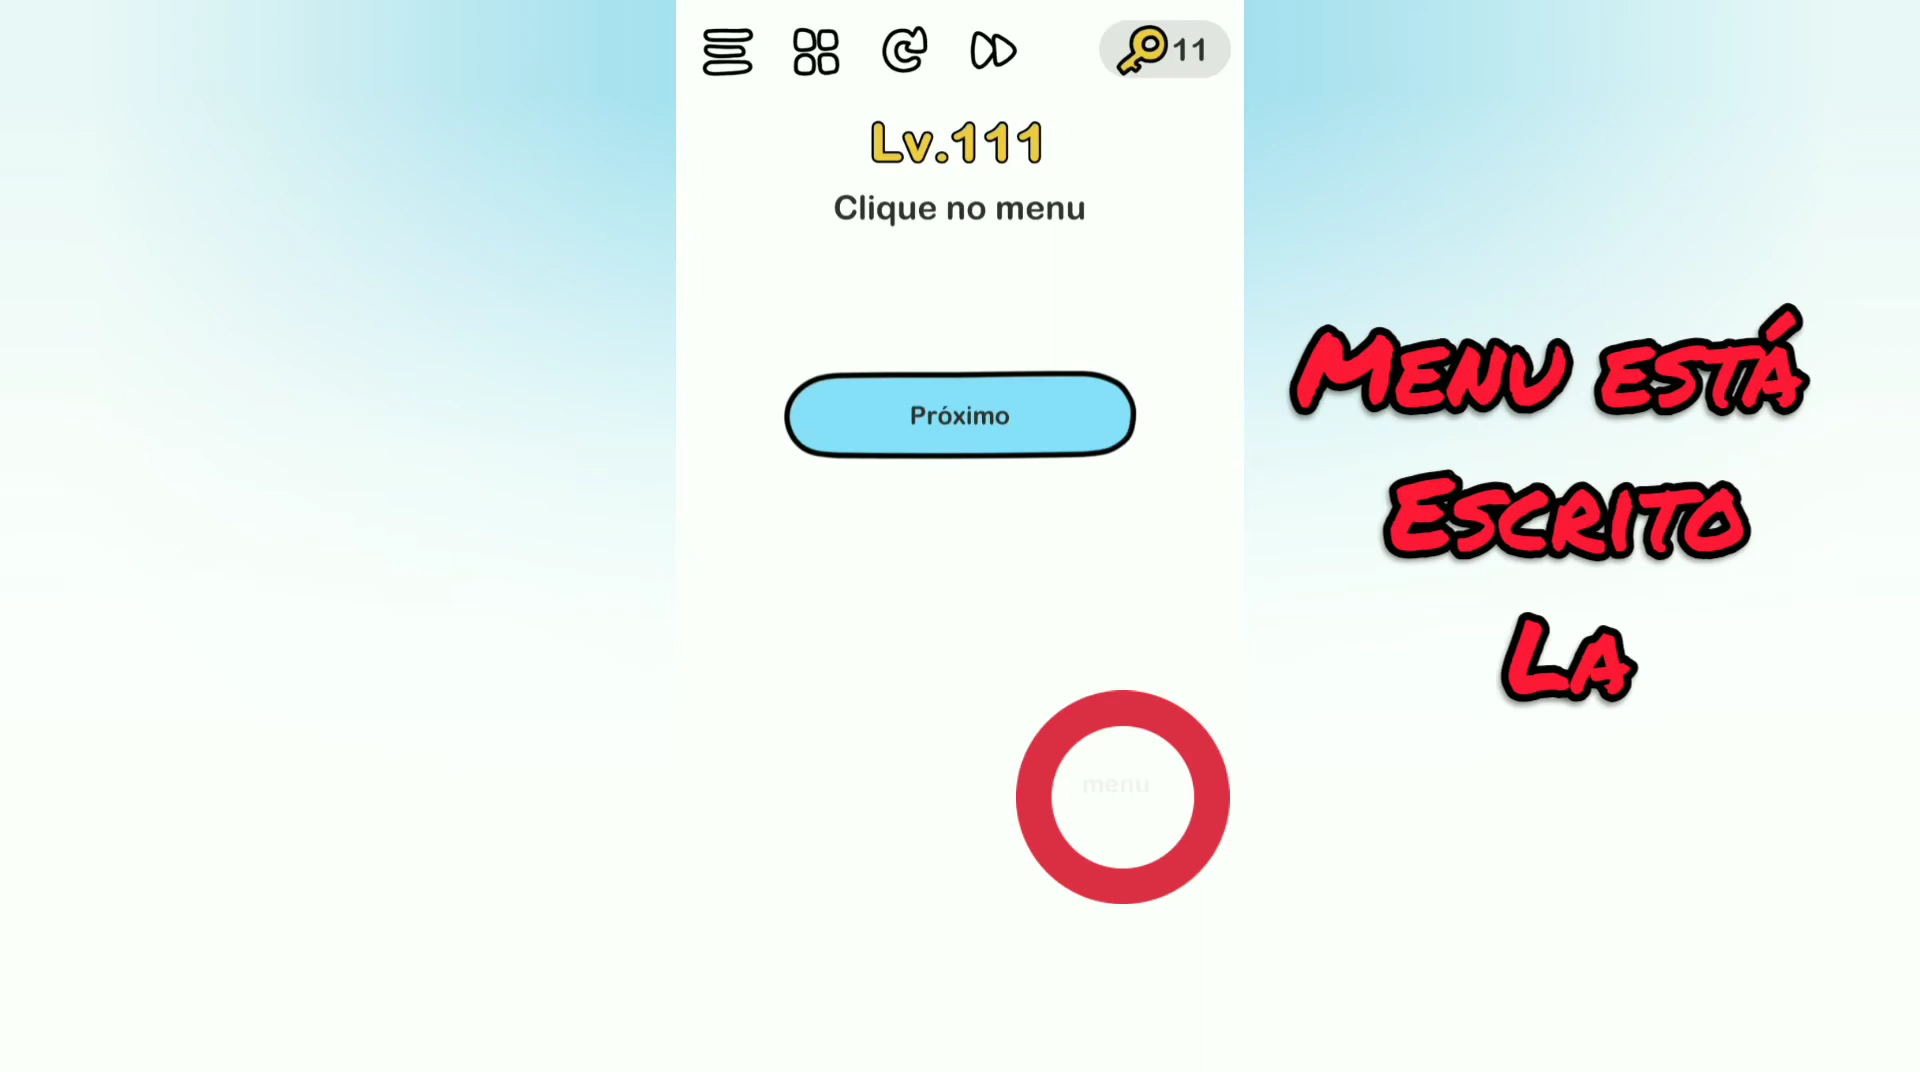 11
Lv.111
Clique no menu
Próximo
menu
Menu está
Escrito
La